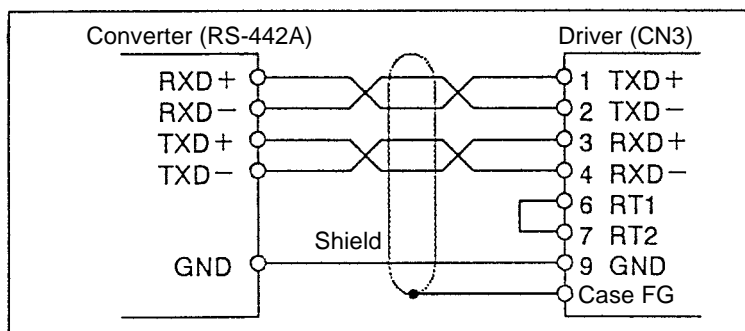 Converter (RS-442A) Driver (CN3)
RXD+ 1 TXD+
RXD− 2 TXD−
TXD+ 3 RXD+
TXD− 4 RXD−
6 RT1
Shield 7 RT2
GND 9 GND
Case FG